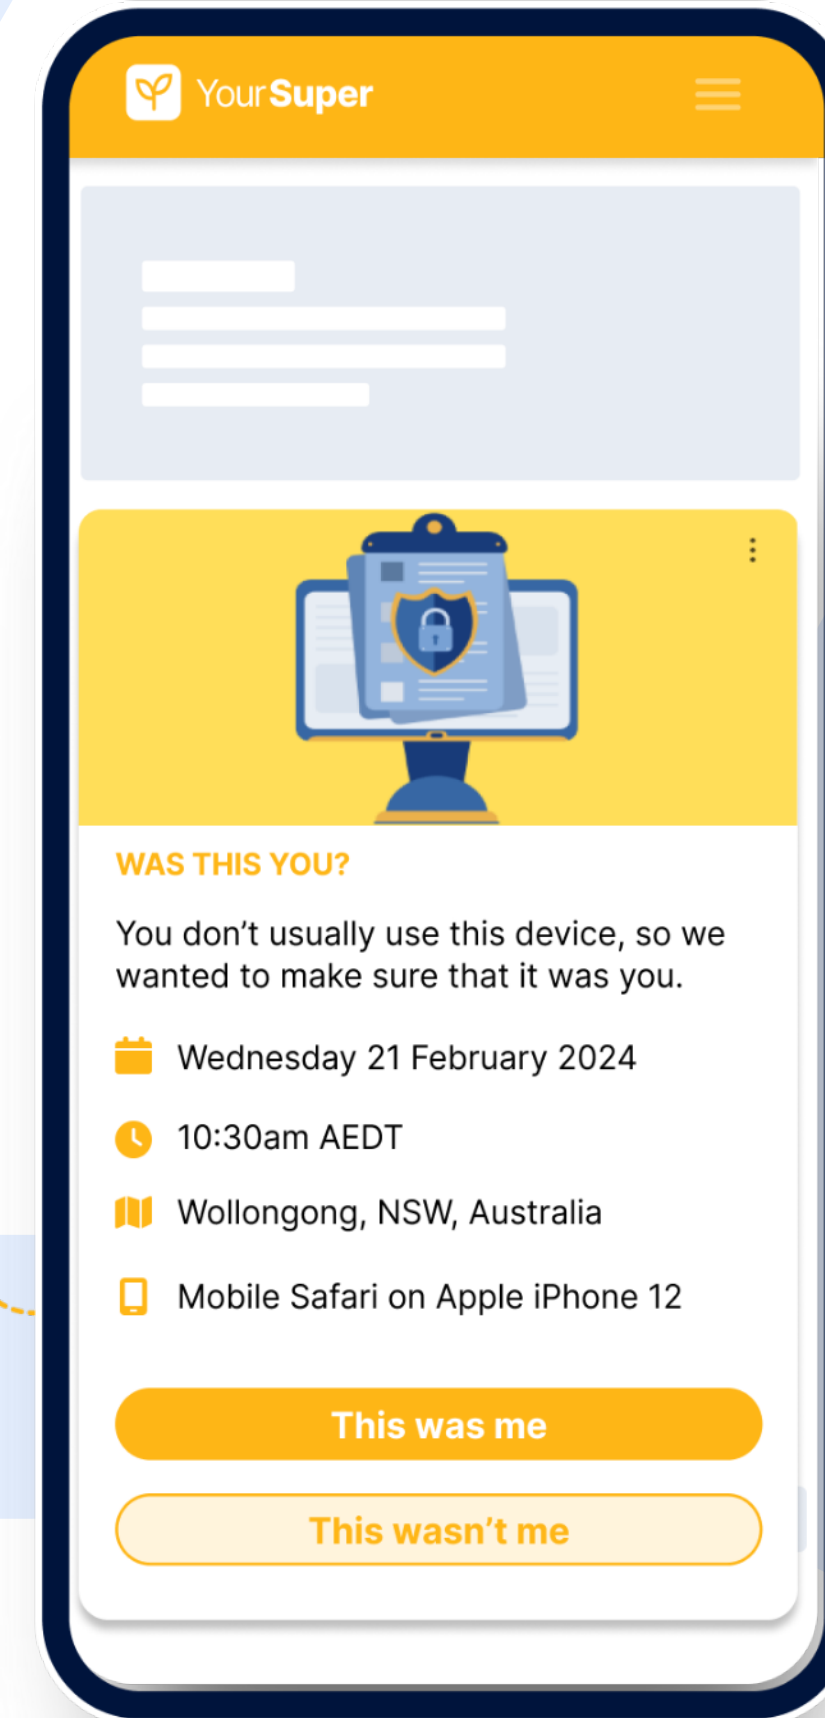 YourSuper
WAS THIS YOU?
You don’t usually use this device, so we
wanted to make sure that it was you.
Wednesday 21 February 2024
10:30am AEDT
Wollongong, NSW, Australia
Mobile Safari on Apple iPhone 12
This was me
This wasn’t me